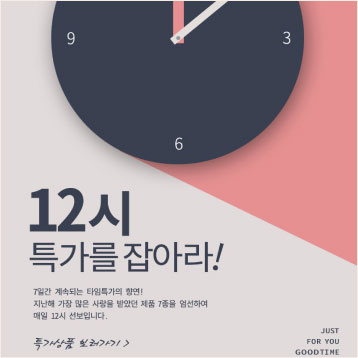 9
3
6
12시
특가를 잡아라!
7일간 계속되는 타임특가의 향연!
지난해 가장 많은 사랑을 받았던 제품 7종을 엄선하여
매일 12시 선보입니다.
특가상품 보러가기 >
JUST
FOR YOU
GOODTIME